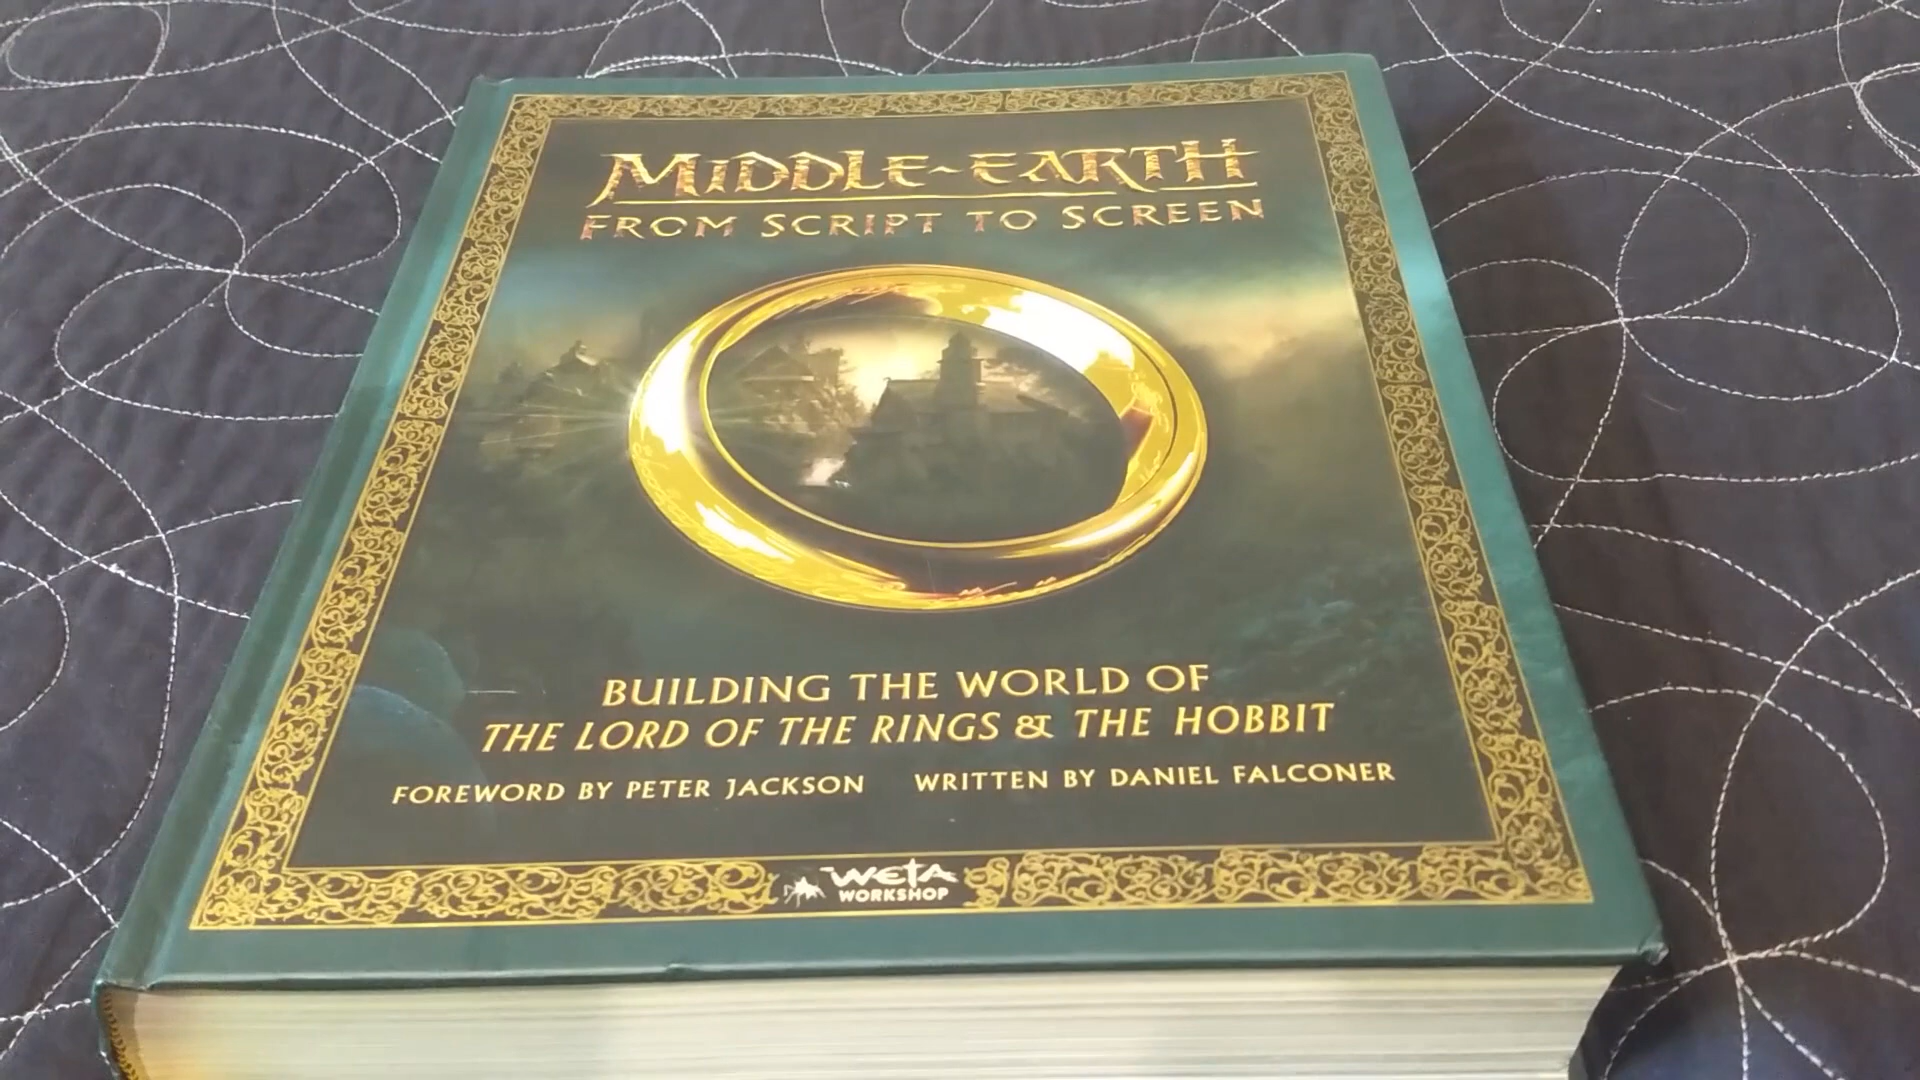 MIDDLE-EARTH
FROM SCRIPT TO SCREEN
BUILDING THE WORLD OF
THE LORD OF THE RINGS & THE HOBBIT
FOREWORD BY PETER JACKSON WRITTEN BY DANIEL FALCONER
WETA
WORKSHOP